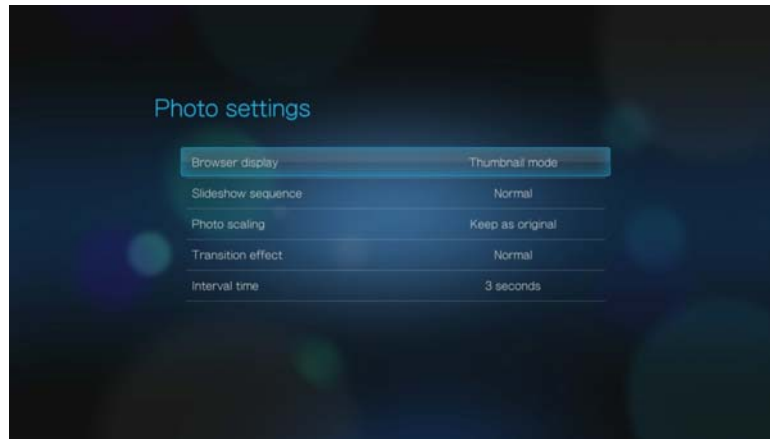 Photo settings
Browser display Thumbnail mode
Slideshow sequence Normal
Photo scaling Keep as original
Transition effect Normal
Interval time 3 seconds